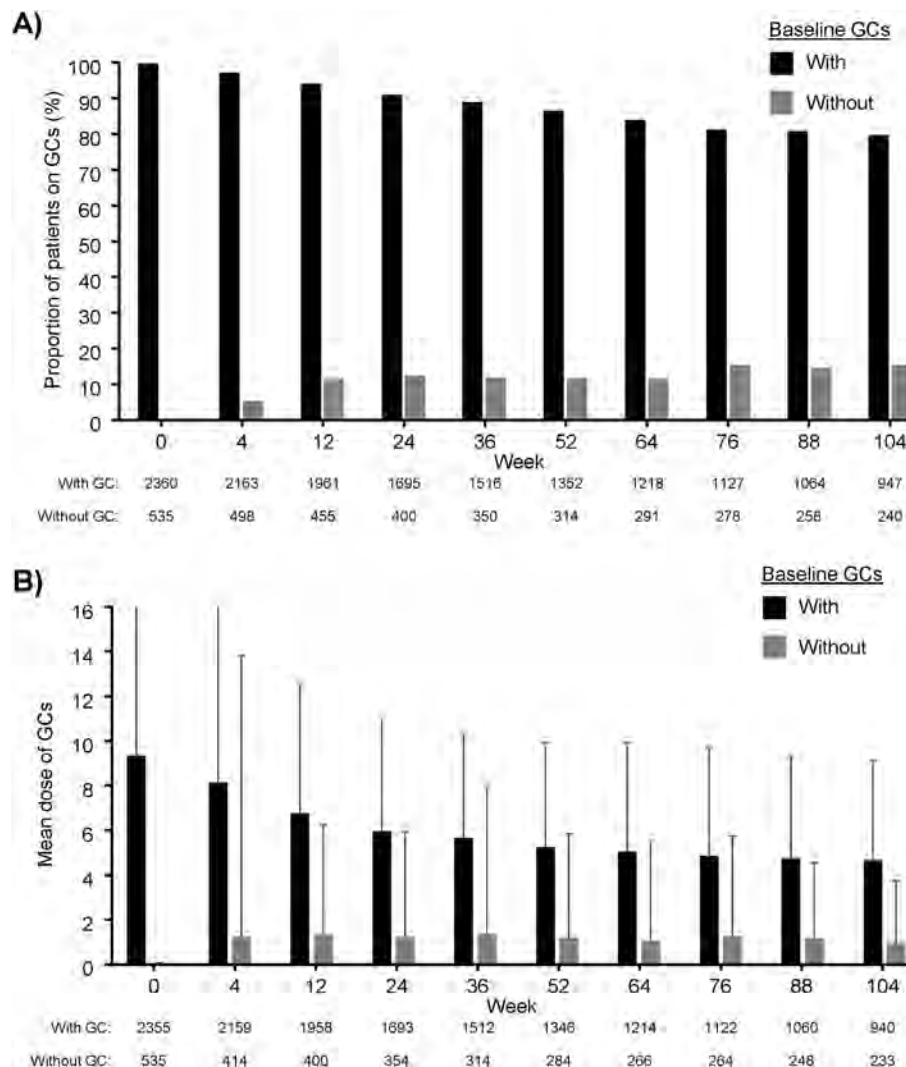 A)
Baseline GCs
With
Without
Proportion of patients on GCs (%)
100
90
80
70
60
50
40
30
20
10
0
0 4 12 24 36 52 64 76 88 104
Week
With GC: 2360 2163 1961 1695 1516 1352 1218 1127 1064 947
Without GC: 535 498 455 400 350 314 291 278 258 240
B)
Baseline GCs
With
Without
Mean dose of GCs
16
14
12
10
8
6
4
2
0
0 4 12 24 36 52 64 76 88 104
Week
With GC: 2355 2159 1958 1693 1512 1346 1214 1122 1060 940
Without GC: 535 414 400 354 314 284 266 264 248 233